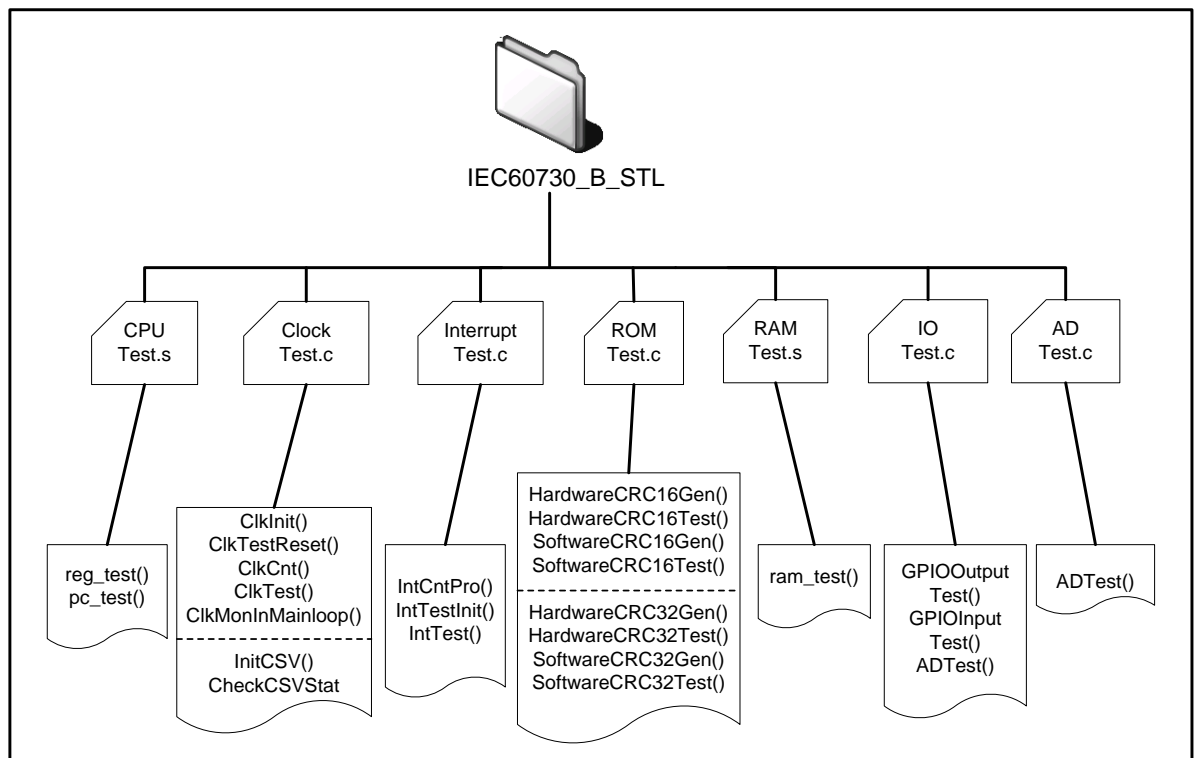 IEC60730_B_STL
CPU
Test.s
Clock
Test.c
Interrupt
Test.c
ROM
Test.c
RAM
Test.s
IO
Test.c
AD
Test.c
reg_test()
pc_test()
ClkInit()
ClkTestReset()
ClkCnt()
ClkTest()
ClkMonInMainloop()
InitCSV()
CheckCSVStat
IntCntPro()
IntTestInit()
IntTest()
HardwareCRC16Gen()
HardwareCRC16Test()
SoftwareCRC16Gen()
SoftwareCRC16Test()
HardwareCRC32Gen()
HardwareCRC32Test()
SoftwareCRC32Gen()
SoftwareCRC32Test()
ram_test()
GPIOOutput
Test()
GPIOInput
Test()
ADTest()
ADTest()